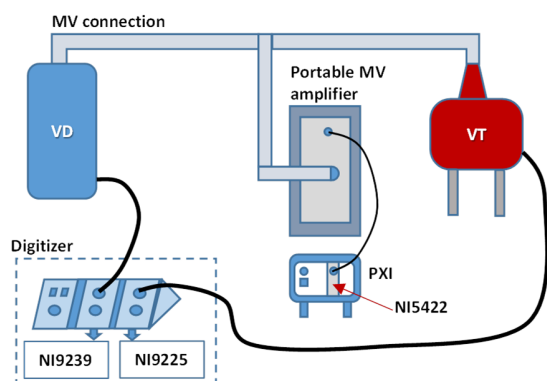 MV connection
Portable MV
amplifier
VD
VT
Digitizer
PXI
NI5422
NI9239
NI9225